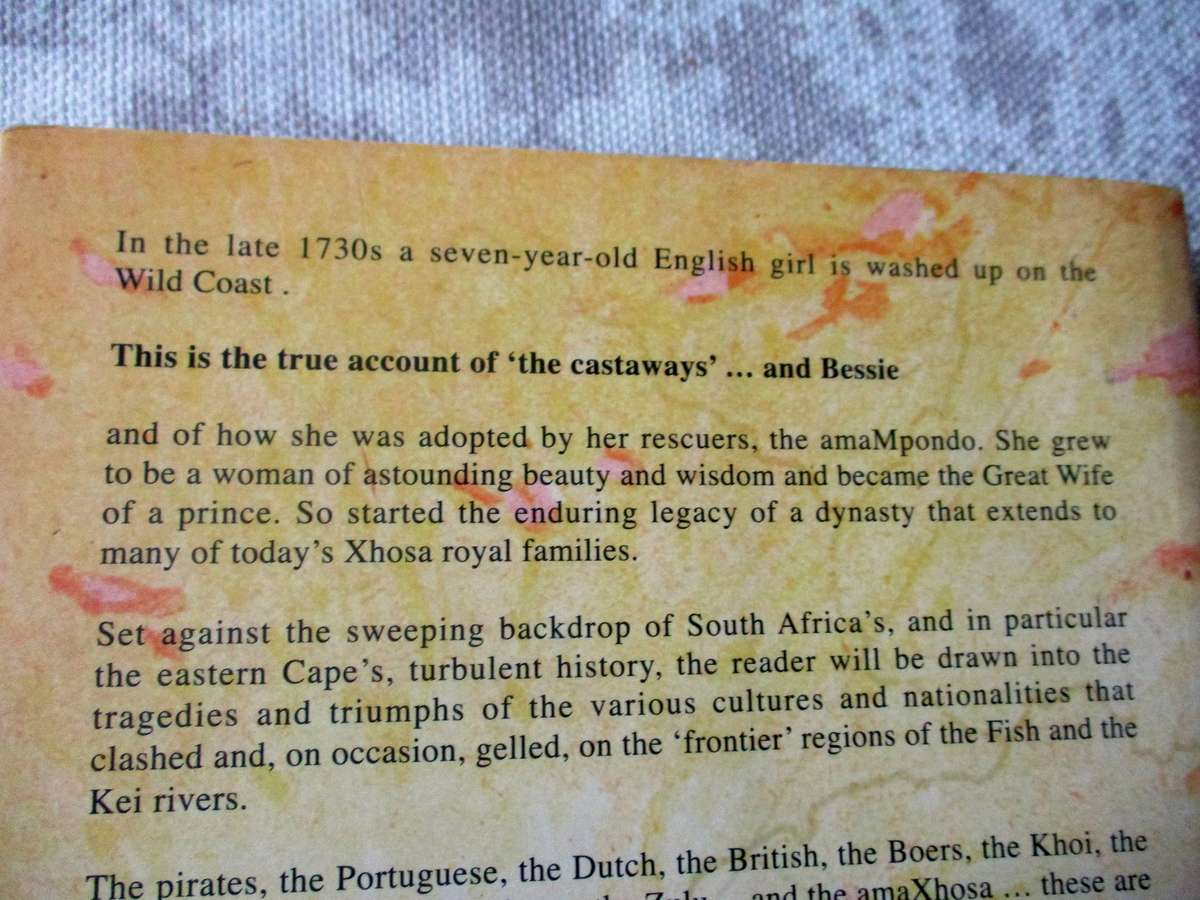 In the late 1730s a seven-year-old English girl is washed up on the
Wild Coast .
This is the true account of ‘the castaways’ ... and Bessie
and of how she was adopted by her rescuers, the amaMpondo. She grew
to be a woman of astounding beauty and wisdom and became the Great Wife
of a prince. So started the enduring legacy of a dynasty that extends to
many of today’s Xhosa royal families.
Set against the sweeping backdrop of South Africa’s, and in particular
the eastern Cape’s, turbulent history, the reader will be drawn into the
tragedies and triumphs of the various cultures and nationalities that
clashed and, on occasion, gelled, on the ‘frontier’ regions of the Fish and the
Kei rivers.
The pirates, the Portuguese, the Dutch, the British, the Boers, the Khoi, the
and the amaXhosa ... these are